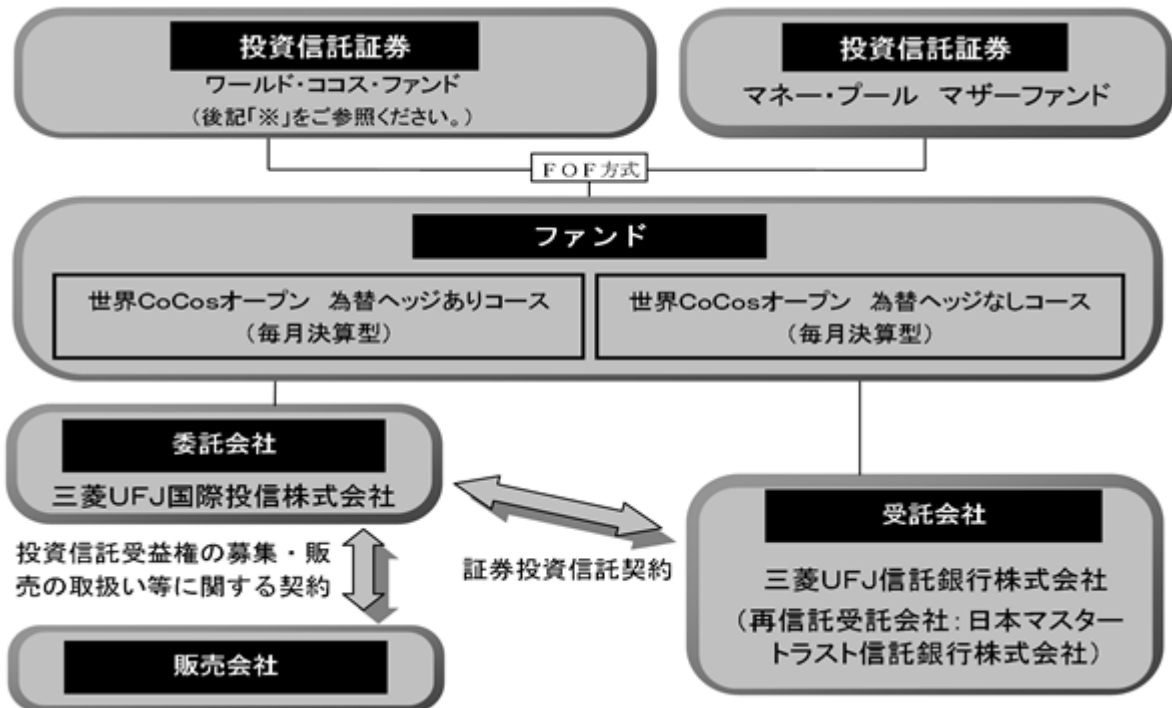 投資信託証券
ワールド・ココス・ファンド
(後記「※」をご参照ください。)
投資信託証券
マネー・プール　マザーファンド
ＦＯＦ方式
ファンド
世界CoCosオープン　為替ヘッジありコース
(毎月決算型)
世界CoCosオープン　為替ヘッジなしコース
(毎月決算型)
委託会社
三菱UFJ国際投信株式会社
投資信託受益権の募集・販
売の取扱い等に関する契約
証券投資信託契約
受託会社
三菱UFJ信託銀行株式会社
(再信託受託会社：日本マスター
トラスト信託銀行株式会社)
販売会社